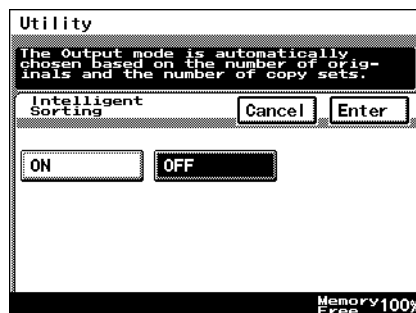 Utility
The Output mode is automatically
chosen based on the number of orig-
inals and the number of copy sets.
Intelligent
Sorting
Cancel
Enter
ON
OFF
Memory
Free
100%